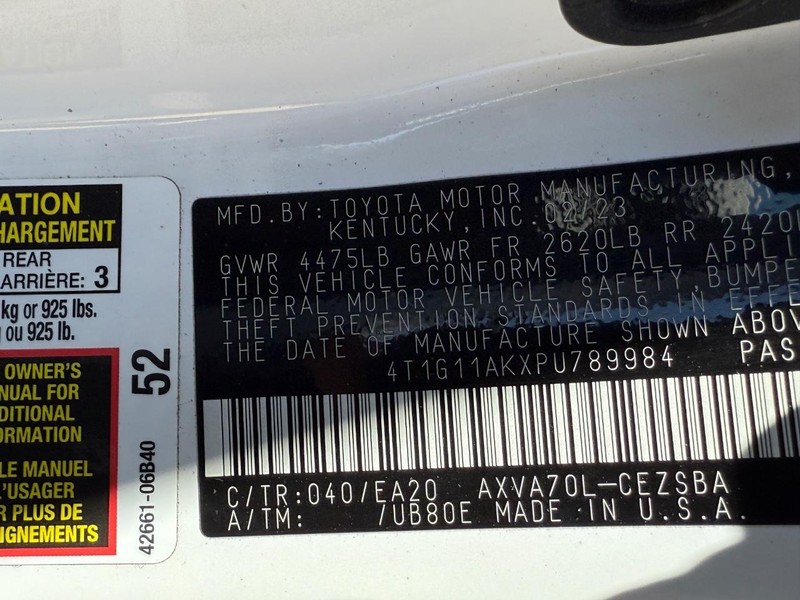 ATION
HARGEMENT
REAR
ARRIÈRE: 3
kg or 925 lbs.
ou 925 lb.
OWNER'S
NUAL FOR
DITIONAL
ORMATION
LE MANUEL
L'USAGER
R PLUS DE
IGNEMENTS
52
42661-06B40
MFD.BY:TOYOTA MOTOR MANUFACTURING,
KENTUCKY,INC 02/23
GVWR 4475LB GAWR FR 2620LB RR 2420L
THIS VEHICLE CONFORMS TO ALL APPLI
FEDERAL MOTOR VEHICLE SAFETY,BUMPE
THEFT PREVENTION STANDARDS IN EFFE
THE DATE OF MANUFACTURE SHOWN ABOV
4T1G11AKXPU789984 PAS
C/TR:040/EA20 AXVA70L-CEZSBA
A/TM: /UB80E MADE IN U.S.A.